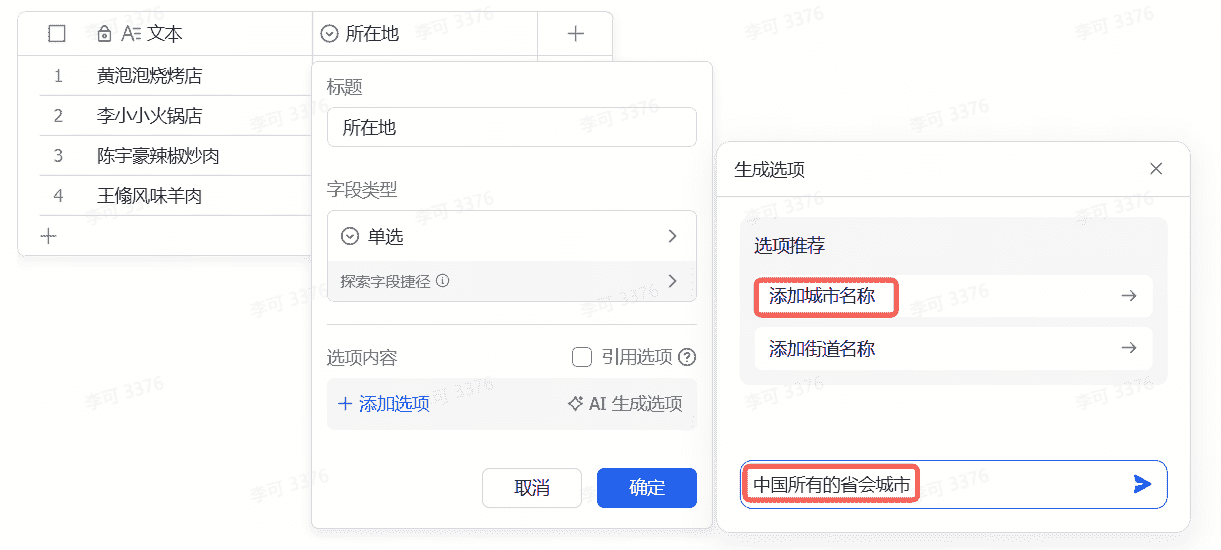 文本
所在地
1 黄泡泡烧烤店
2 李小小火锅店
3 陈宇豪辣椒炒肉
4 王脩风味羊肉
标题
所在地
字段类型
单选
探索字段捷径
选项内容
引用选项
添加选项
AI 生成选项
取消
确定
生成选项
选项推荐
添加城市名称
添加街道名称
中国所有的省会城市
李可 3376